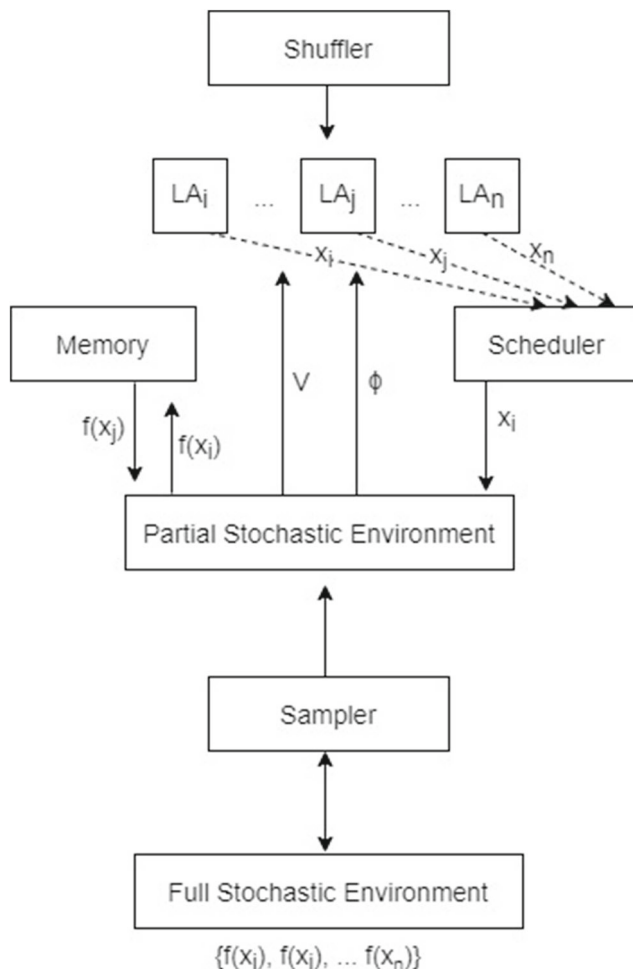 Shuffler
LAᵢ ... LAⱼ ... LAₙ
xᵢ xⱼ xₙ
Memory
Scheduler
V ϕ
f(xⱼ) f(xᵢ) xᵢ
Partial Stochastic Environment
Sampler
Full Stochastic Environment
{f(xⱼ), f(xⱼ), ... f(xₙ)}